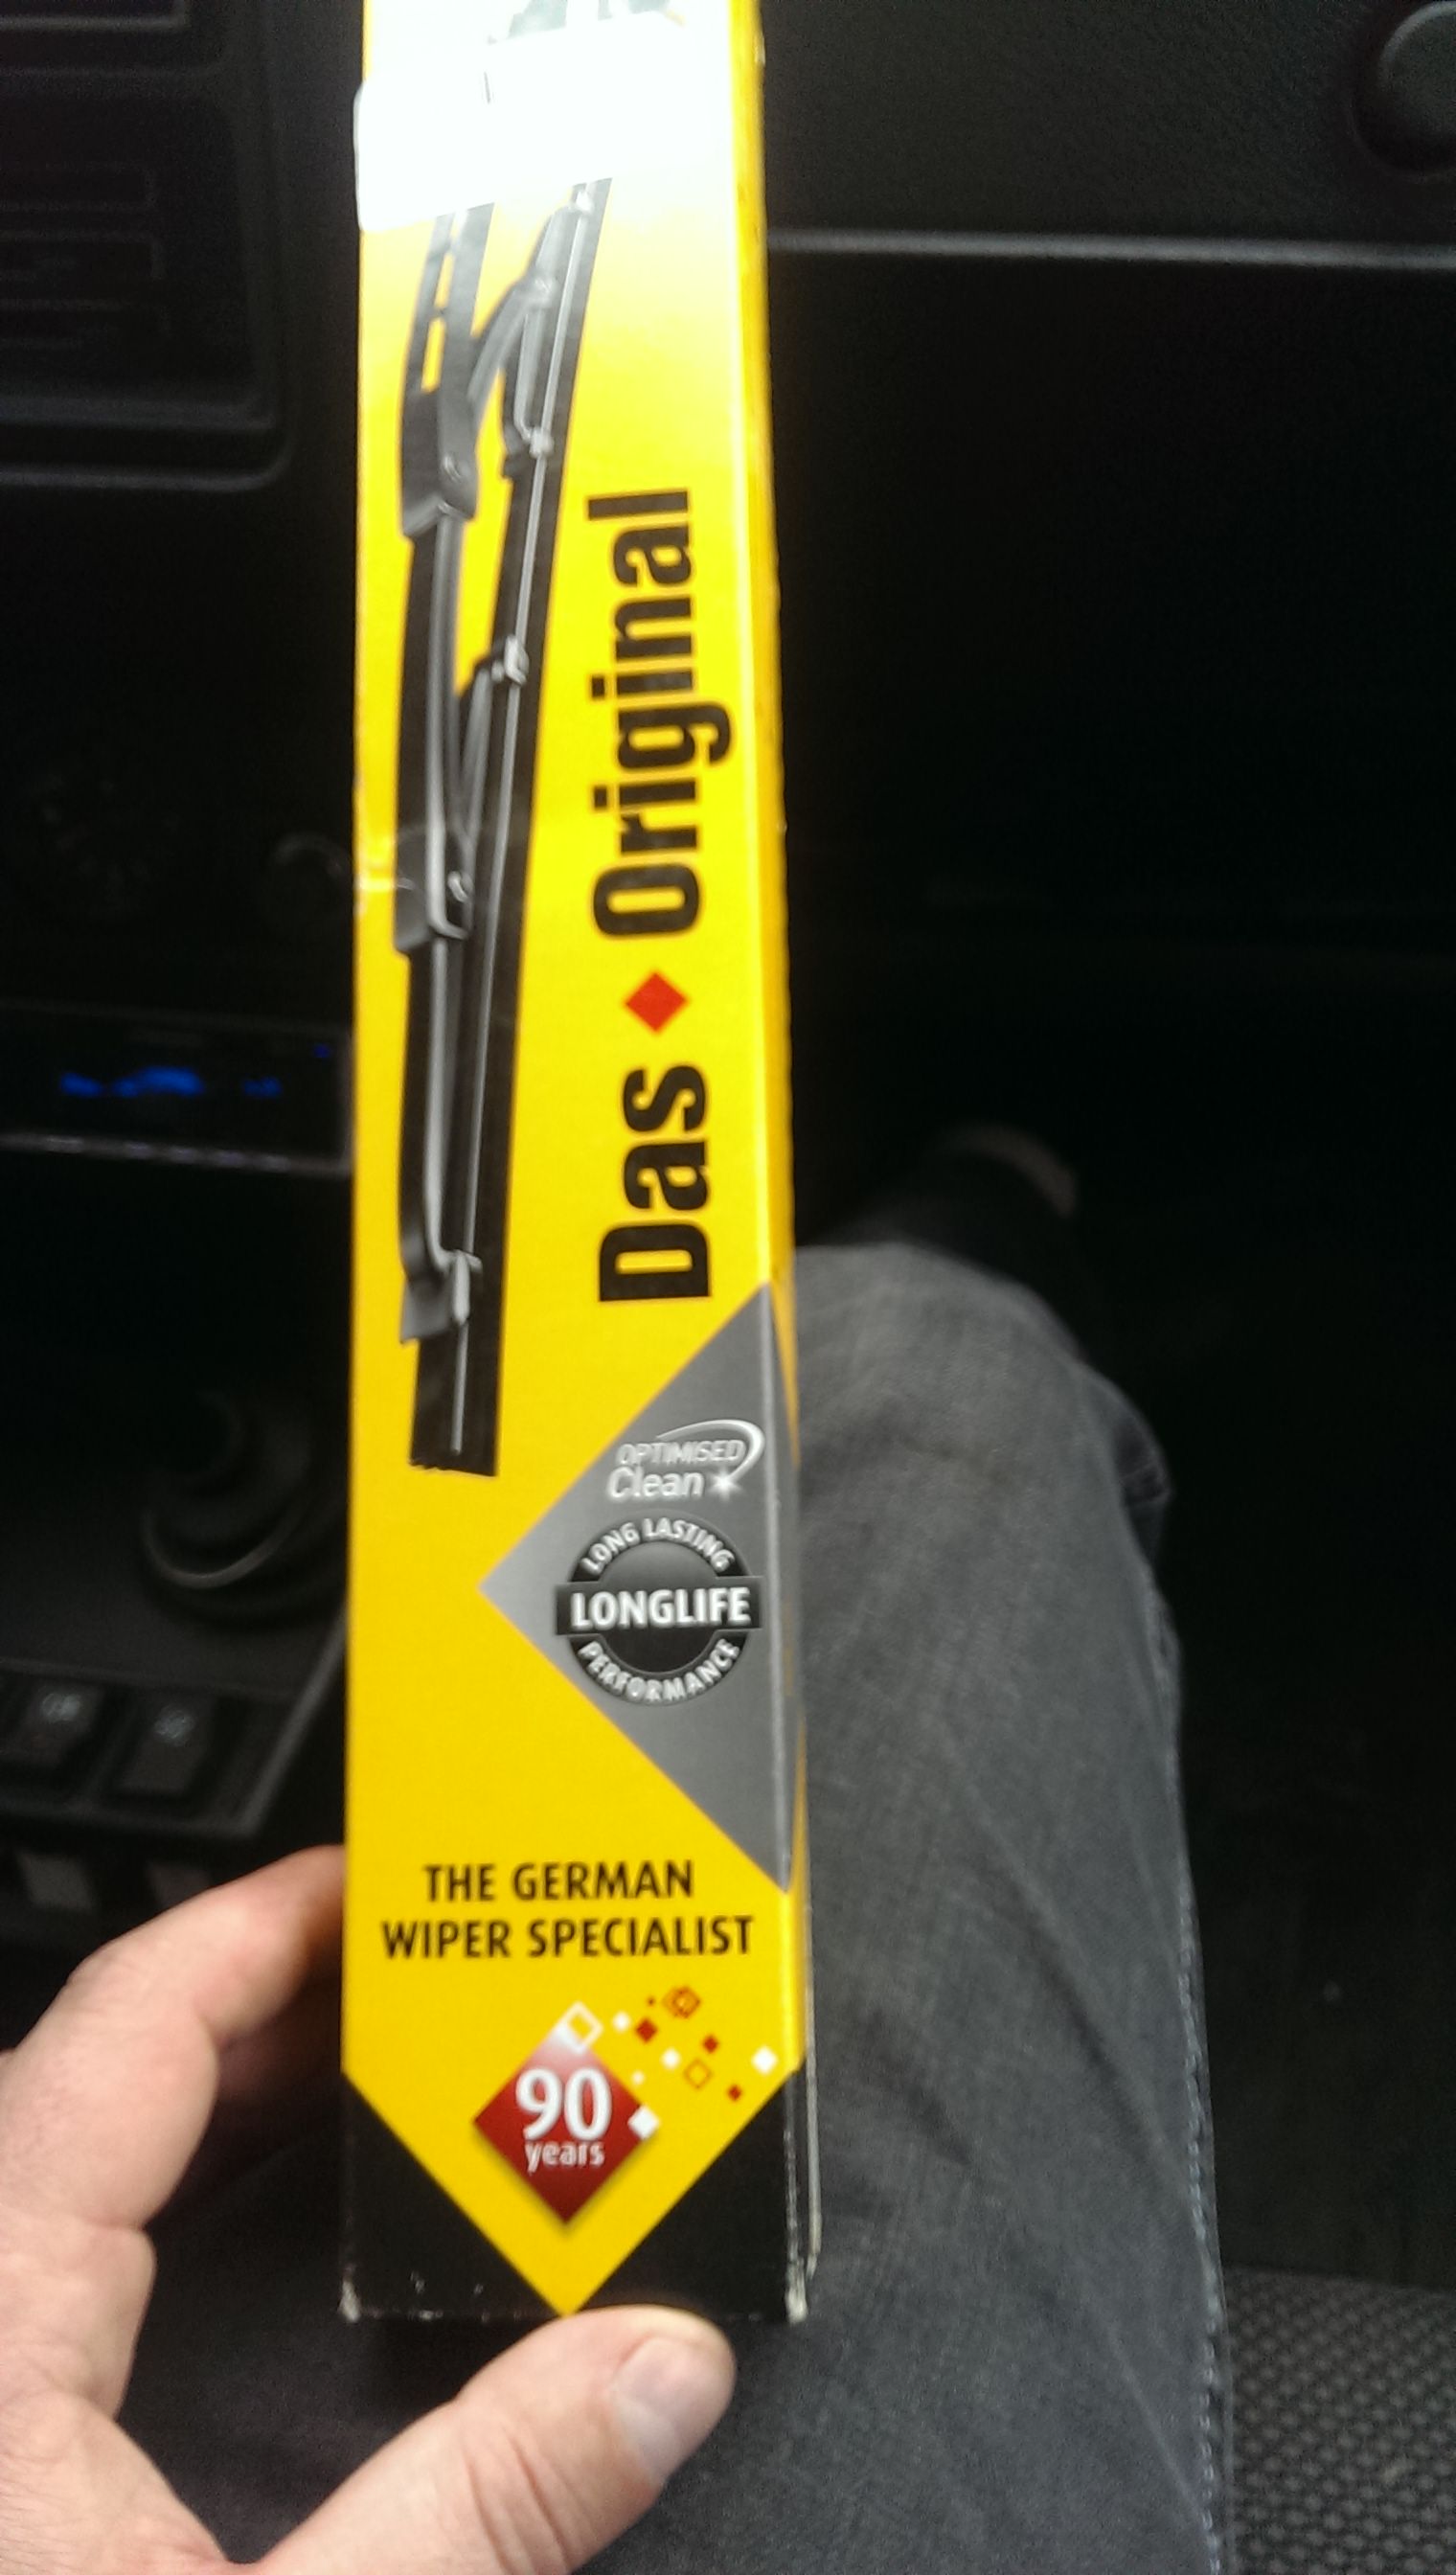 Das Original
OPTIMISED
Clean
LONG LASTING
LONGLIFE
PERFORMANCE
THE GERMAN
WIPER SPECIALIST
90
years